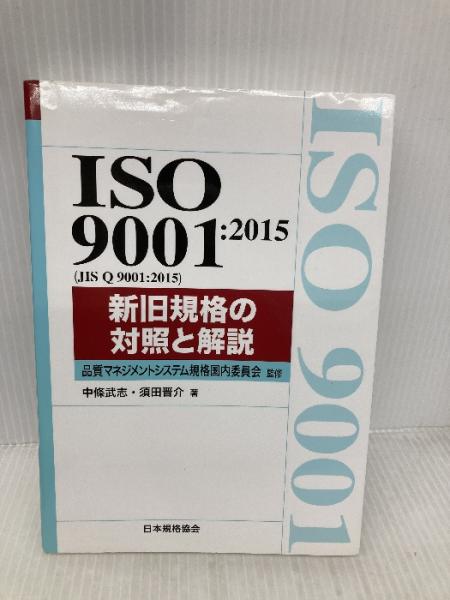 ISO
9001:2015
(JIS Q 9001:2015)
新旧規格の
対照と解説
品質マネジメントシステム規格国内委員会 監修
中條武志・須田晋介 著
日本規格協会
ISO 9001